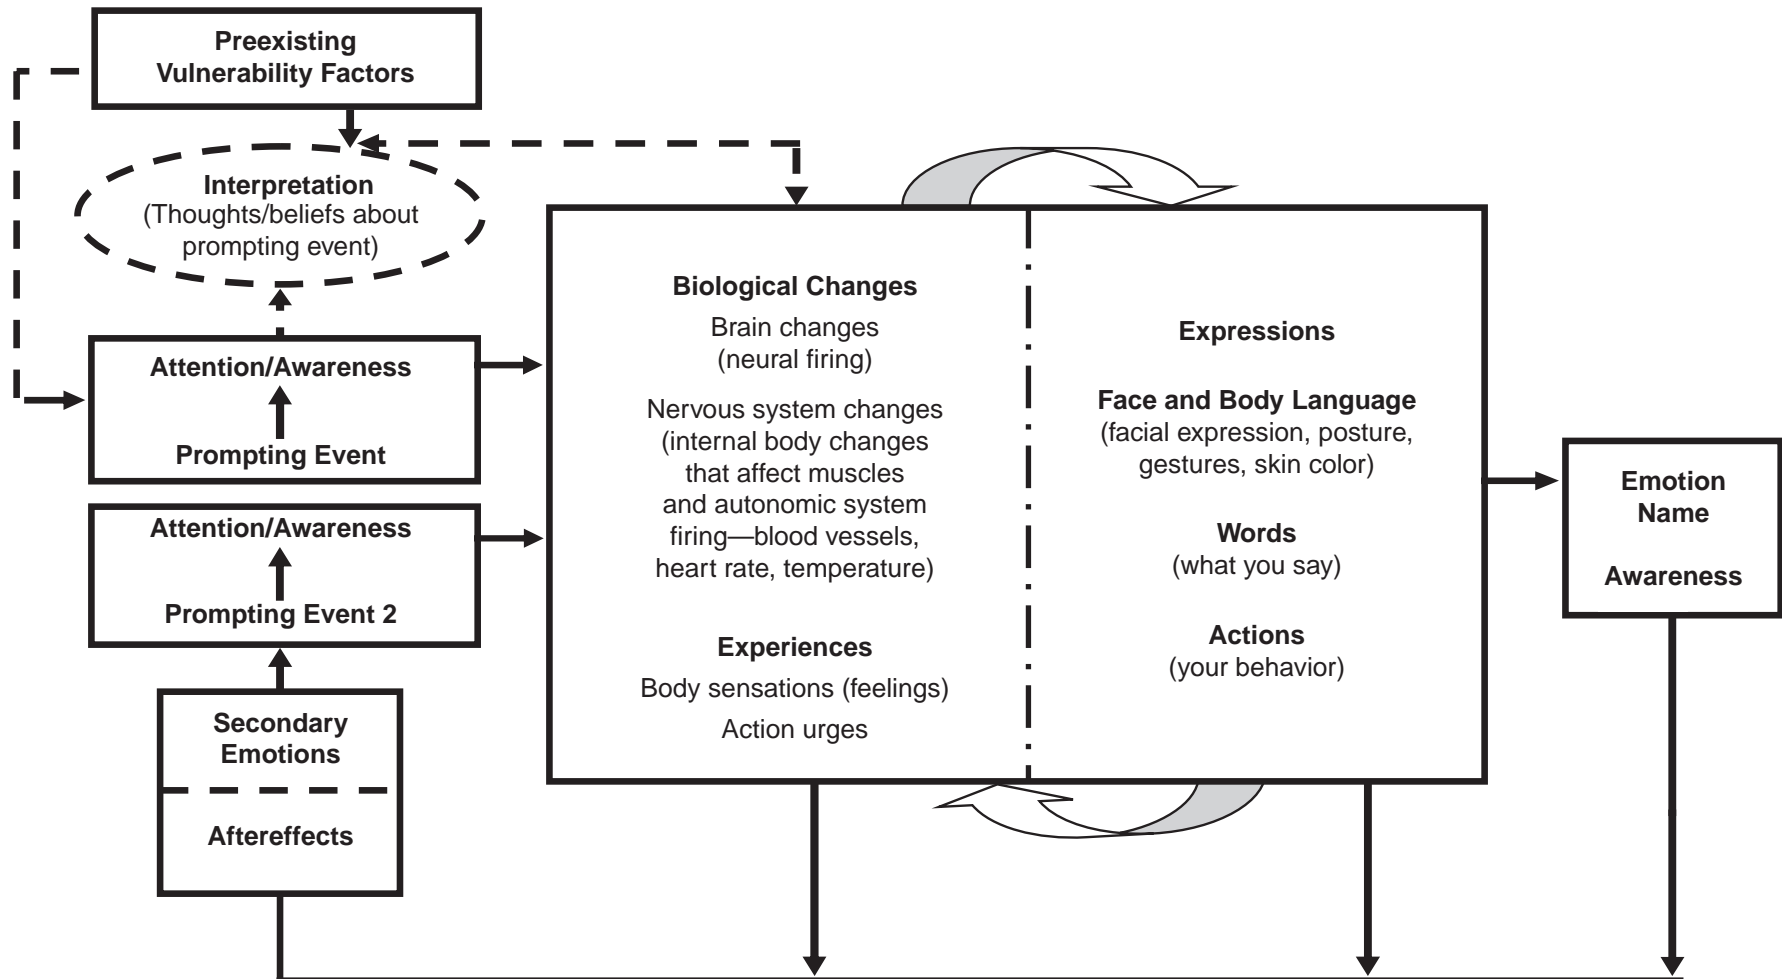 Preexisting
Vulnerability Factors
Interpretation
(Thoughts/beliefs about
prompting event)
Attention/Awareness
Prompting Event
Attention/Awareness
Prompting Event 2
Secondary
Emotions
Aftereffects
Biological Changes
Brain changes
(neural firing)
Nervous system changes
(internal body changes
that affect muscles
and autonomic system
firing—blood vessels,
heart rate, temperature)
Experiences
Body sensations (feelings)
Action urges
Expressions
Face and Body Language
(facial expression, posture,
gestures, skin color)
Words
(what you say)
Actions
(your behavior)
Emotion
Name
Awareness